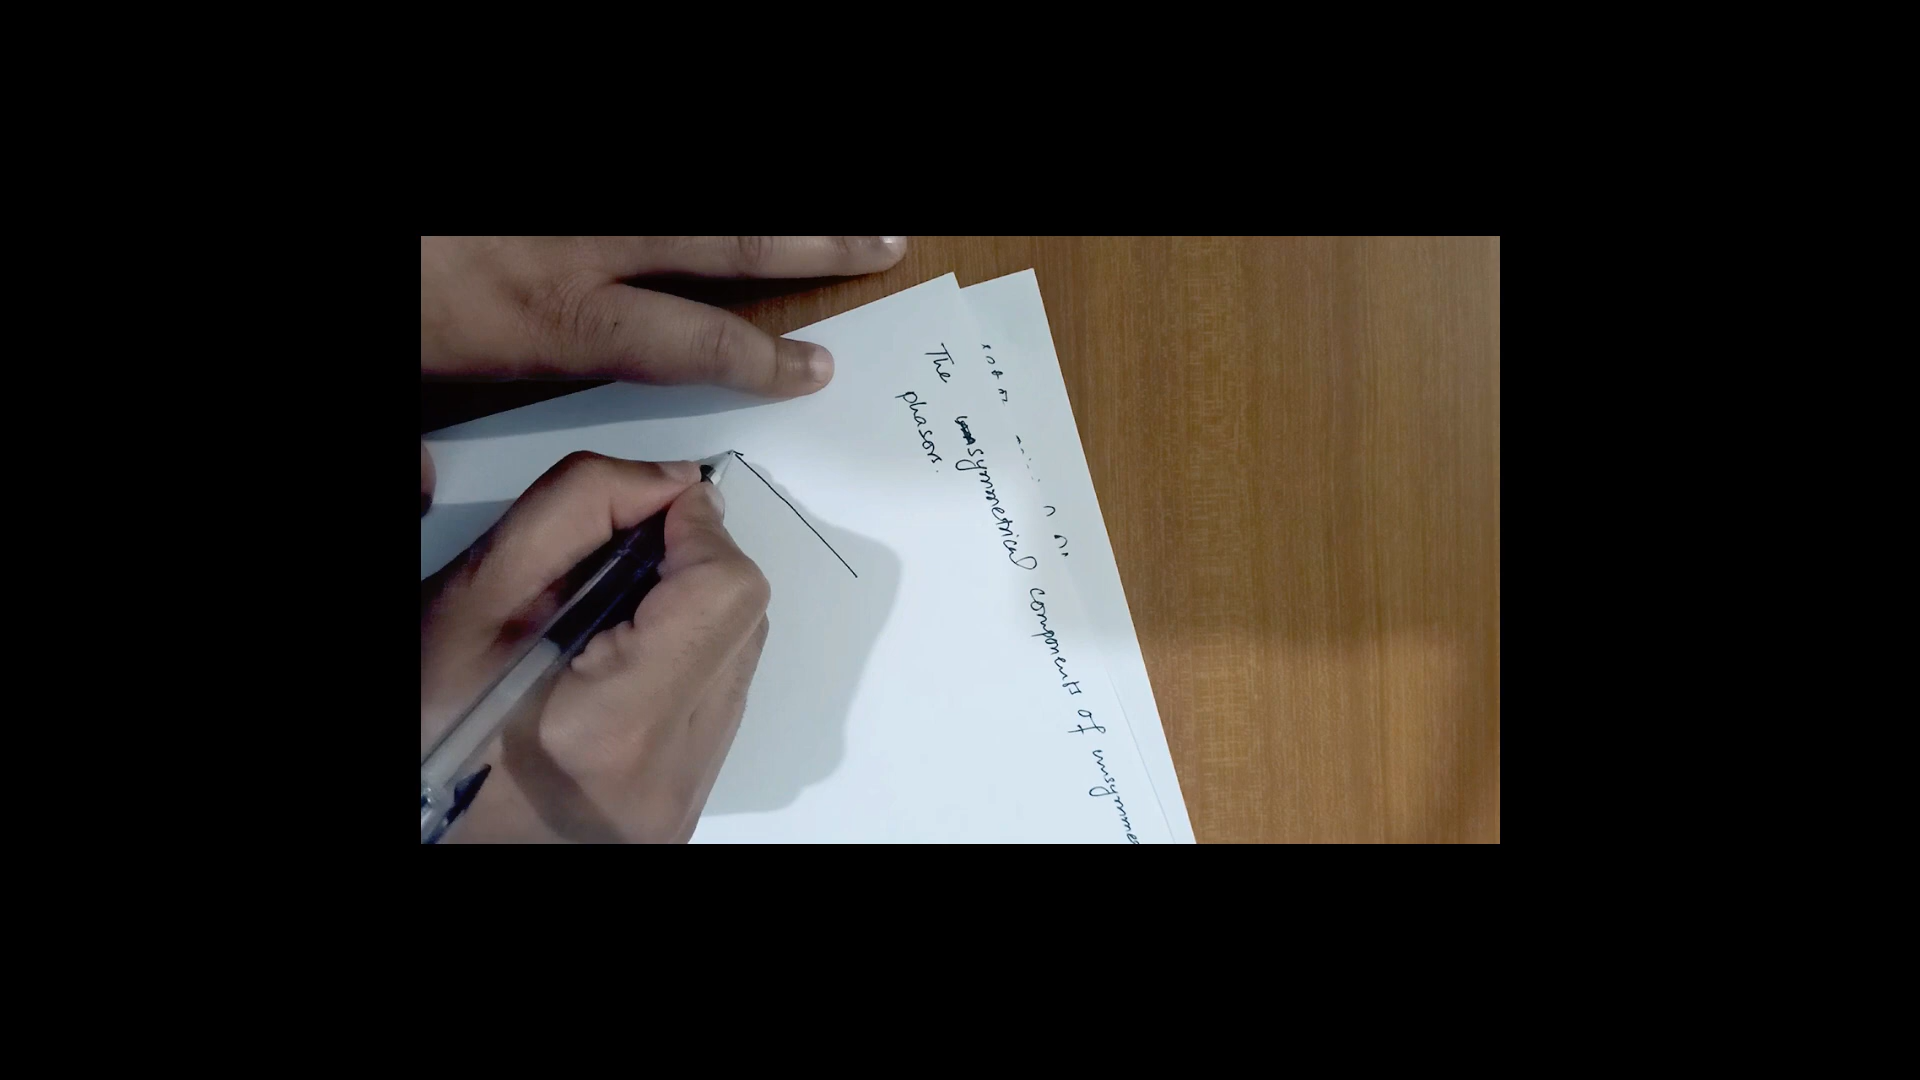 The symmetrical components of unsymme
phasors.